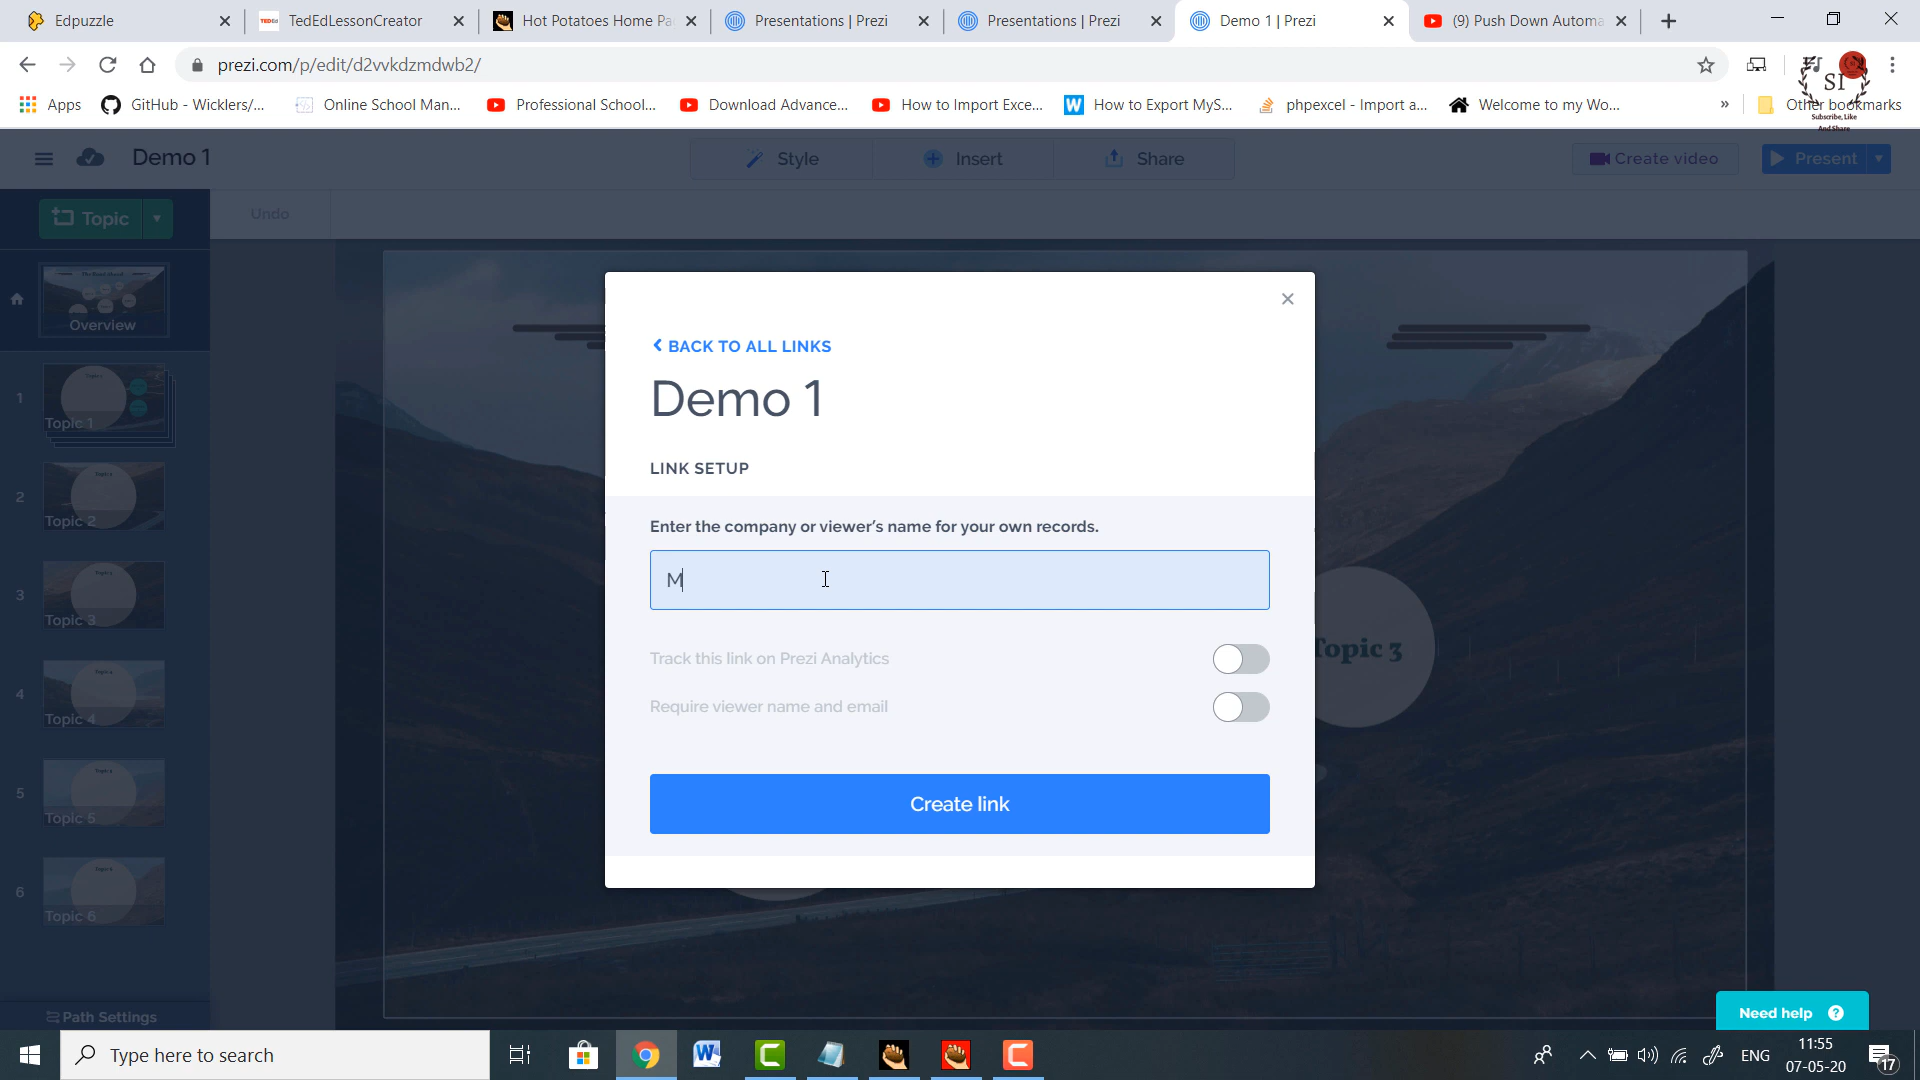 Edpuzzle
TedEdLessonCreator
Hot Potatoes Home Pa
Presentations | Prezi
Presentations | Prezi
Demo 1 | Prezi
(9) Push Down Automa
prezi.com/p/edit/d2vvkdzmdwb2/
Apps
GitHub - Wicklers/...
Online School Man...
Professional School...
Download Advance...
How to Import Exce...
How to Export MyS...
phpexcel - Import a...
Welcome to my Wo...
»
Other bookmarks
SI
Subscribe, Like
And Share
Demo 1
Style
Insert
Share
Create video
Present
Topic
Undo
Overview
1
Topic 1
2
Topic 2
3
Topic 3
4
Topic 4
5
Topic 5
6
Topic 6
Path Settings
BACK TO ALL LINKS
Demo 1
LINK SETUP
Enter the company or viewer's name for your own records.
M
Track this link on Prezi Analytics
Require viewer name and email
Create link
Topic 3
Need help ?
Type here to search
ENG
11:55
07-05-20
17